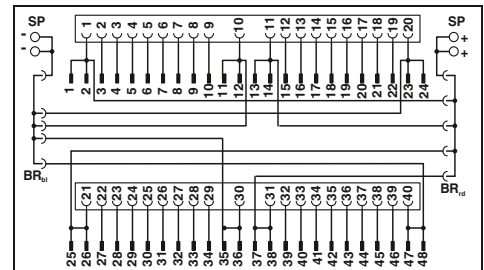 SP 1 2 3 4 5 6 7 8 9 10 11 12 13 14 15 16 17 18 19 20 SP
- +
- +
1 2 3 4 5 6 7 8 9 10 11 12 13 14 15 16 17 18 19 20 21 22 23 24
BRbl BRrd
21 22 23 24 25 26 27 28 29 30 31 32 33 34 35 36 37 38 39 40
25 26 27 28 29 30 31 32 33 34 35 36 37 38 39 40 41 42 43 44 45 46 47 48